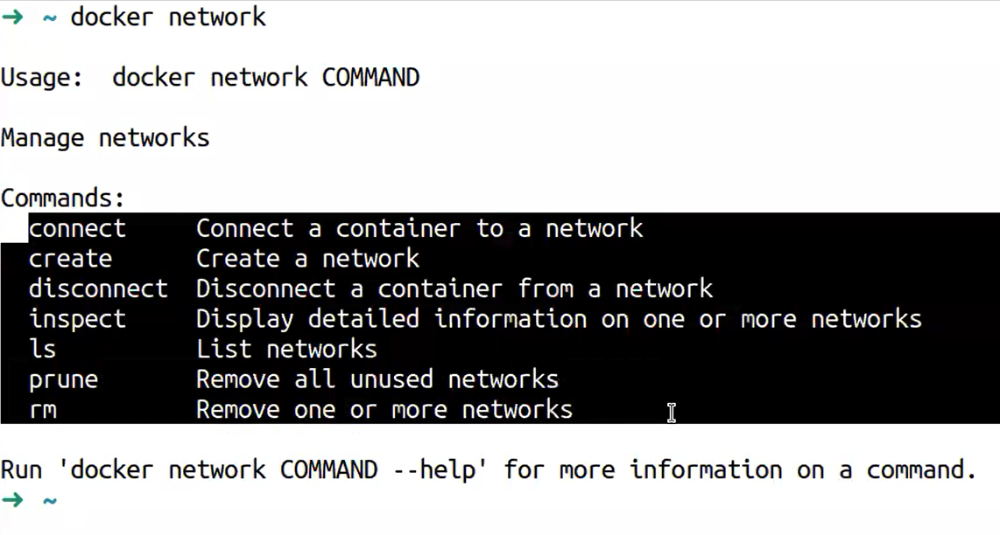 ➜ ~ docker network
Usage:  docker network COMMAND
Manage networks
Commands:
  connect     Connect a container to a network
  create      Create a network
  disconnect  Disconnect a container from a network
  inspect     Display detailed information on one or more networks
  ls          List networks
  prune       Remove all unused networks
  rm          Remove one or more networks
Run 'docker network COMMAND --help' for more information on a command.
➜ ~